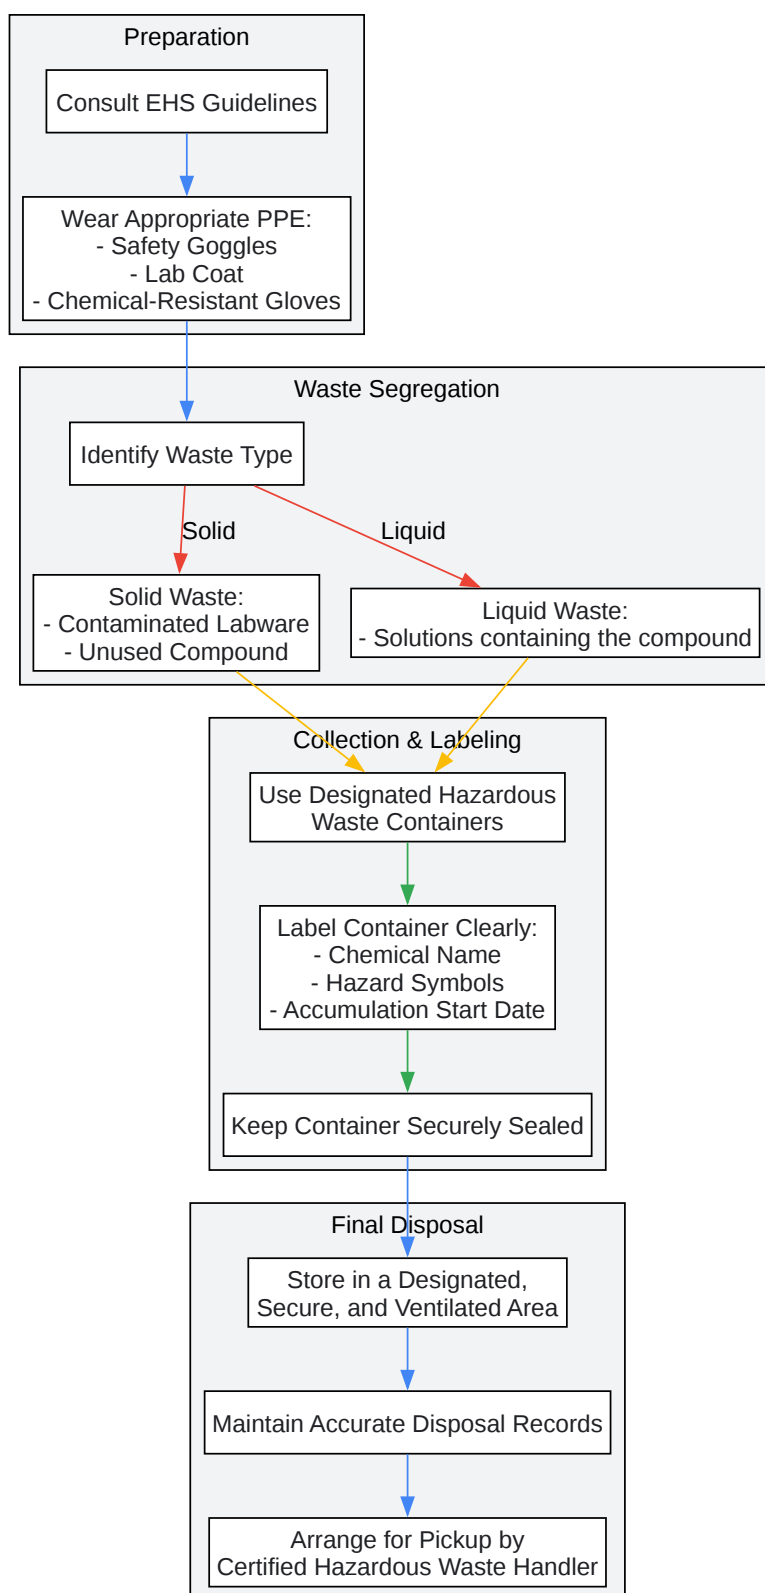 Preparation
Consult EHS Guidelines
Wear Appropriate PPE:
- Safety Goggles
- Lab Coat
- Chemical-Resistant Gloves
Waste Segregation
Identify Waste Type
Solid
Liquid
Solid Waste:
- Contaminated Labware
- Unused Compound
Liquid Waste:
- Solutions containing the compound
Collection & Labeling
Use Designated Hazardous
Waste Containers
Label Container Clearly:
- Chemical Name
- Hazard Symbols
- Accumulation Start Date
Keep Container Securely Sealed
Final Disposal
Store in a Designated,
Secure, and Ventilated Area
Maintain Accurate Disposal Records
Arrange for Pickup by
Certified Hazardous Waste Handler